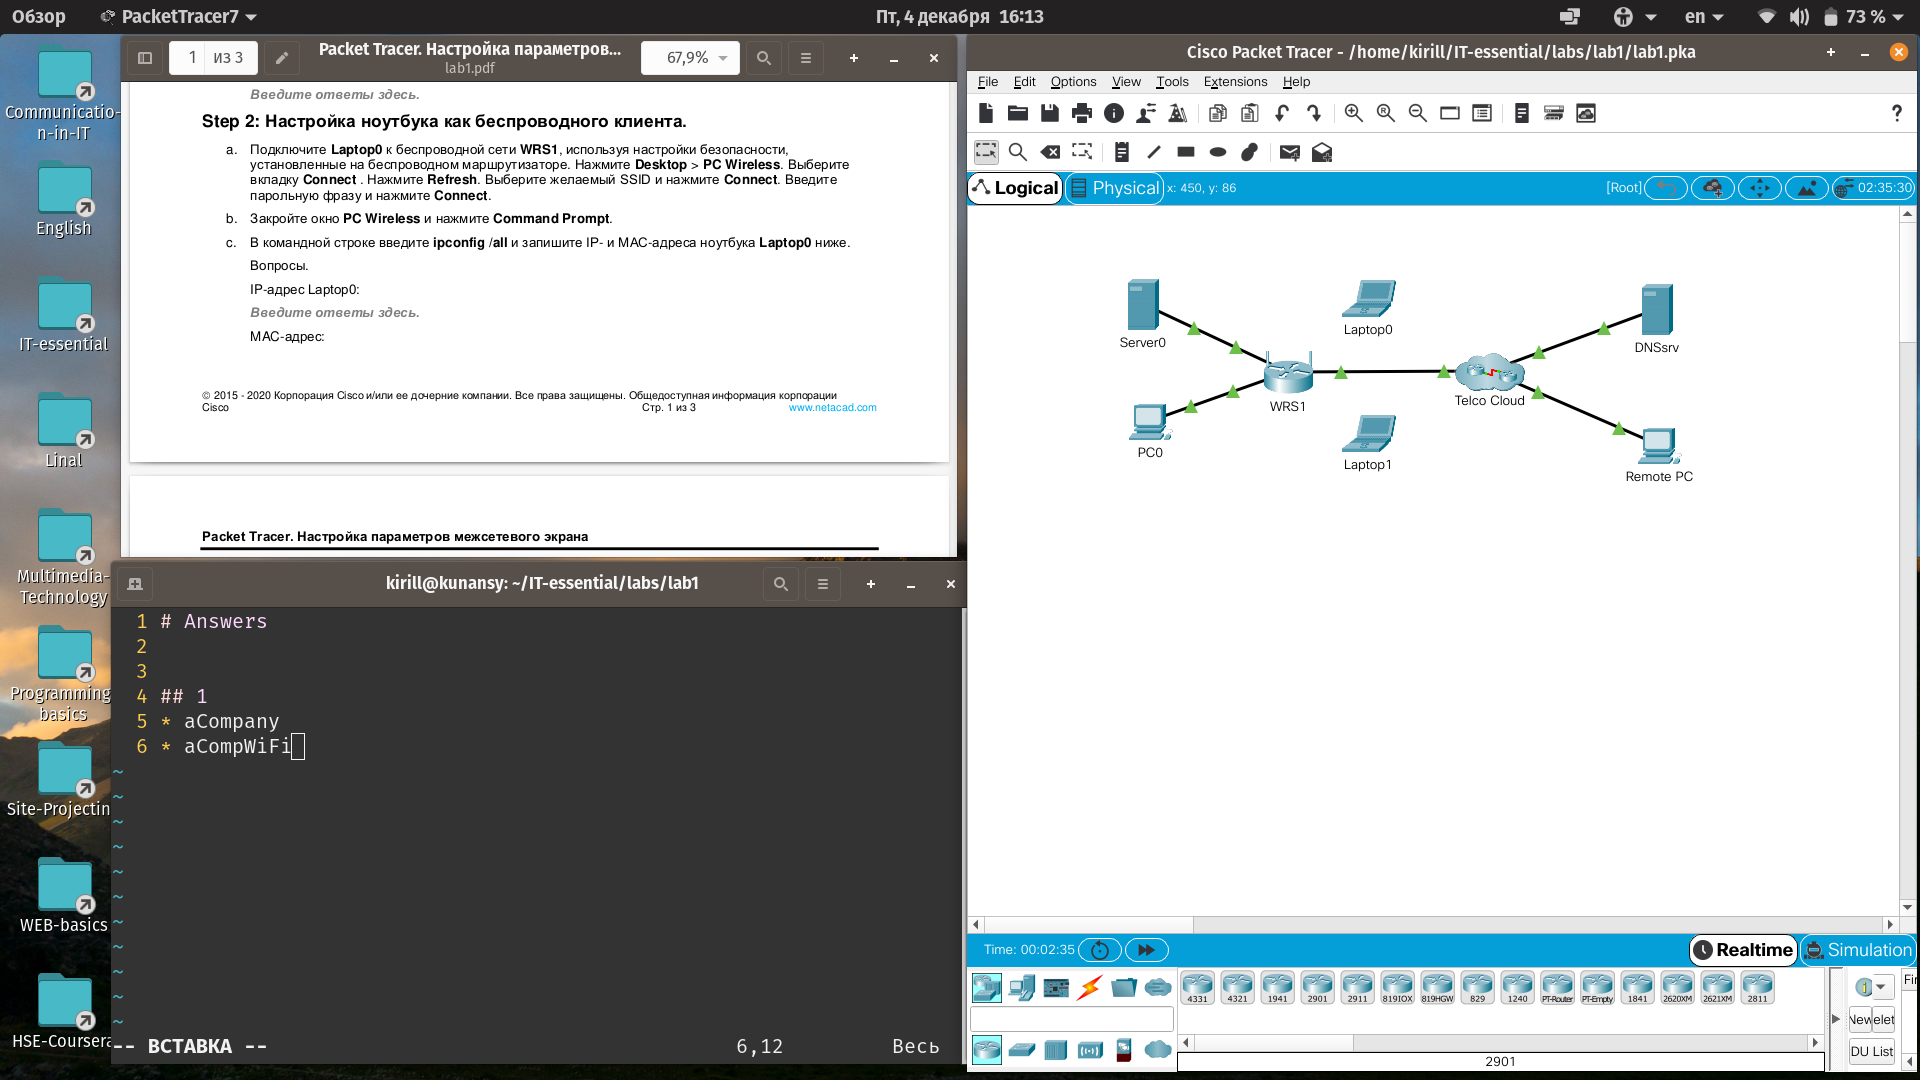 Обзор
PacketTracer7
Пт, 4 декабря 16:13
en
73 %
Communicatio-
n-in-IT
English
IT-essential
Linal
Multimedia-
Technology
Programming-
basics
Site-Projectin
WEB-basics
HSE-Coursera
1 из 3
Packet Tracer. Настройка параметров...
lab1.pdf
67,9%
Введите ответы здесь.
Step 2: Настройка ноутбука как беспроводного клиента.
a. Подключите Laptop0 к беспроводной сети WRS1, используя настройки безопасности,
установленные на беспроводном маршрутизаторе. Нажмите Desktop > PC Wireless. Выберите
вкладку Connect . Нажмите Refresh. Выберите желаемый SSID и нажмите Connect. Введите
парольную фразу и нажмите Connect.
b. Закройте окно PC Wireless и нажмите Command Prompt.
c. В командной строке введите ipconfig /all и запишите IP- и MAC-адреса ноутбука Laptop0 ниже.
Вопросы.
IP-адрес Laptop0:
Введите ответы здесь.
MAC-адрес:
© 2015 - 2020 Корпорация Cisco и/или ее дочерние компании. Все права защищены. Общедоступная информация корпорации
Cisco Стр. 1 из 3 www.netacad.com
Packet Tracer. Настройка параметров межсетевого экрана
kirill@kunansy: ~/IT-essential/labs/lab1
1 # Answers
2
3
4 ## 1
5 * aCompany
6 * aCompWiFi
~
~
~
~
~
~
~
~
~
~
~
-- ВСТАВКА -- 6,12 Весь
Cisco Packet Tracer - /home/kirill/IT-essential/labs/lab1/lab1.pka
File Edit Options View Tools Extensions Help
Logical Physical x: 450, y: 86 [Root] 02:35:30
Server0
Laptop0
DNSsrv
WRS1
Telco Cloud
PC0
Laptop1
Remote PC
Time: 00:02:35
Realtime Simulation
4331 4321 1941 2901 2911 819IOX 819HGW 829 1240 PT-Router PT-Empty 1841 2620XM 2621XM 2811
Fir
New elet
DU List
2901